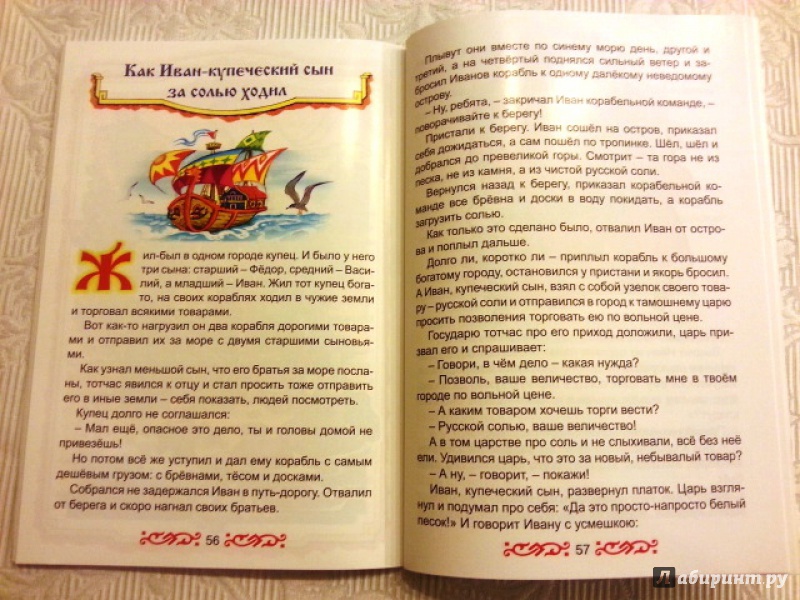 Как Иван-купеческий сын
за солью ходил
Жил-был в одном городе купец. И было у него
три сына: старший – Фёдор, средний – Васи-
лий, а младший – Иван. Жил тот купец бога-
то, на своих кораблях ходил в чужие земли
и торговал всякими товарами.
Вот как-то нагрузил он два корабля дорогими товара-
ми и отправил их за море с двумя старшими сыновья-
ми.
Как узнал меньшой сын, что его братья за море посла-
ны, тотчас явился к отцу и стал просить тоже отправить
его в иные земли – себя показать, людей посмотреть.
Купец долго не соглашался:
– Мал ещё, опасное это дело, ты и головы домой не
привезёшь!
Но потом всё же уступил и дал ему корабль с самым
дешёвым грузом: с брёвнами, тёсом и досками.
Собрался не задержался Иван в путь-дорогу. Отвалил
от берега и скоро нагнал своих братьев.
56
Плывут они вместе по синему морю день, другой и
третий, а на четвёртый поднялся сильный ветер и за-
бросил Иванов корабль к одному далёкому неведомому
острову.
– Ну, ребята, – закричал Иван корабельной команде, –
поворачивайте к берегу!
Пристали к берегу. Иван сошёл на остров, приказал
себя дожидаться, а сам пошёл по тропинке. Шёл, шёл и
добрался до превеликой горы. Смотрит – та гора не из
песка, не из камня, а из чистой русской соли.
Вернулся назад к берегу, приказал корабельной ко-
манде все брёвна и доски в воду покидать, а корабль
загрузить солью.
Как только это сделано было, отвалил Иван от остро-
ва и поплыл дальше.
Долго ли, коротко ли – приплыл корабль к большому
богатому городу, остановился у пристани и якорь бросил.
А Иван, купеческий сын, взял с собой узелок своего това-
ру – русской соли и отправился в город к тамошнему царю
просить позволения торговать ею по вольной цене.
Государю тотчас про его приход доложили, царь при-
звал его и спрашивает:
– Говори, в чём дело – какая нужда?
– Позволь, ваше величество, торговать мне в твоём
городе по вольной цене.
– А каким товаром хочешь торги вести?
– Русской солью, ваше величество!
А в том царстве про соль и не слыхивали, всё без неё
ели. Удивился царь, что это за новый, небывалый товар?
– А ну, – говорит, – покажи!
Иван, купеческий сын, развернул платок. Царь взгля-
нул и подумал про себя: «Да это просто-напросто белый
песок!» И говорит Ивану с усмешкою:
57
Лабиринт.ру